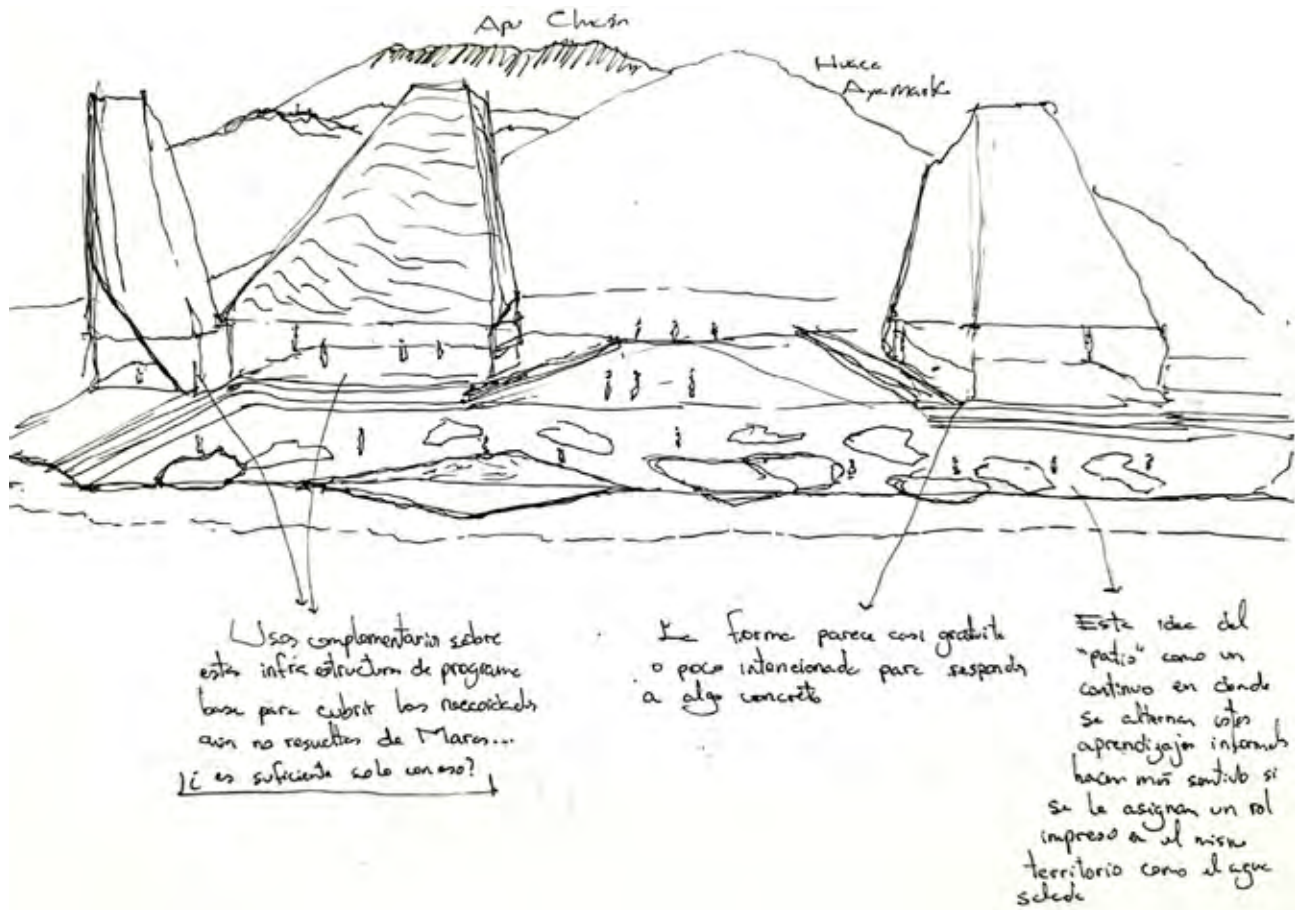 Apu Chicón
Huaca
Ayamarka
Usos complementarios sobre
estas infraestructura de programa
base para cubrir las necesidades
aún no resueltas de Maras...
¿ es suficiente solo con eso?
La forma parece casi gratuita
o poco intencionada para responder
a algo concreto
Esta idea del
"patio" como un
continuo en donde
se alternan estos
aprendizajes informales
hacen más sentido si
se le asignan un rol
impreso en el mismo
territorio como el agua
salada